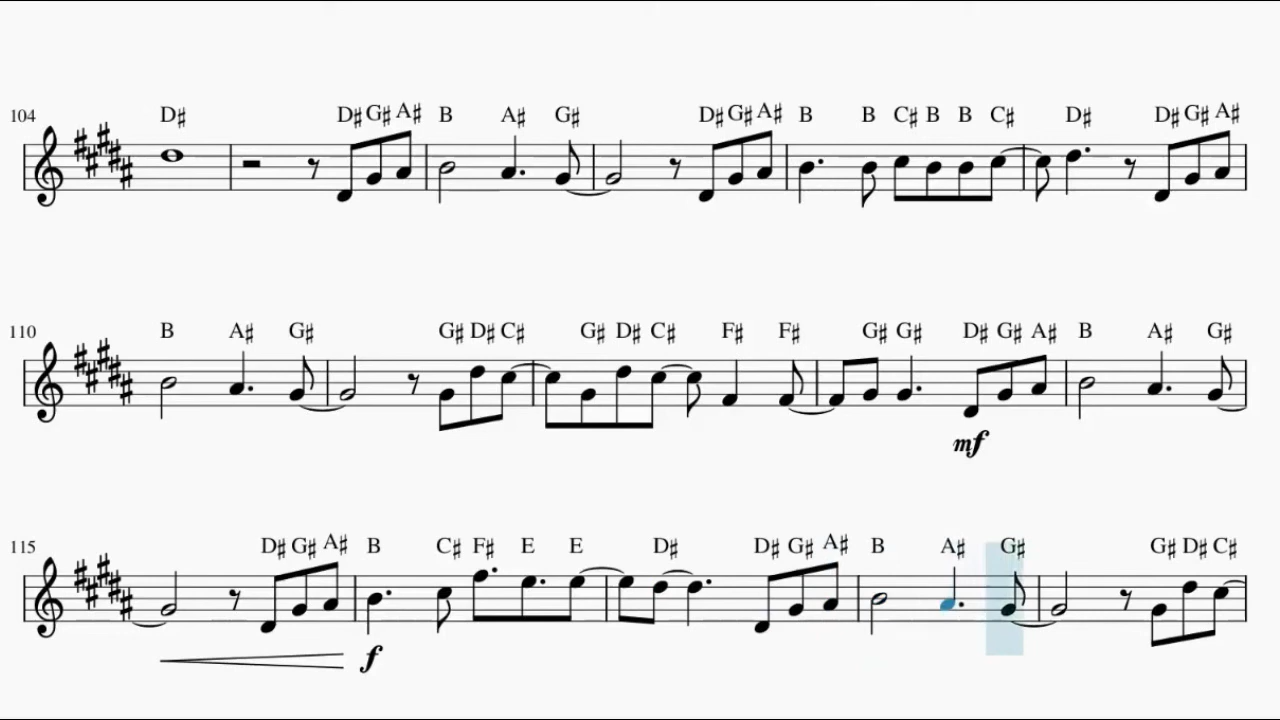 104 D♯ D♯ G♯ A♯ B A♯ G♯ D♯ G♯ A♯ B B C♯ B B C♯ D♯ D♯ G♯ A♯
110 B A♯ G♯ G♯ D♯ C♯ G♯ D♯ C♯ F♯ F♯ G♯ G♯ D♯ G♯ A♯ B A♯ G♯
mf
115 D♯ G♯ A♯ B C♯ F♯ E E D♯ D♯ G♯ A♯ B A♯ G♯ G♯ D♯ C♯
f